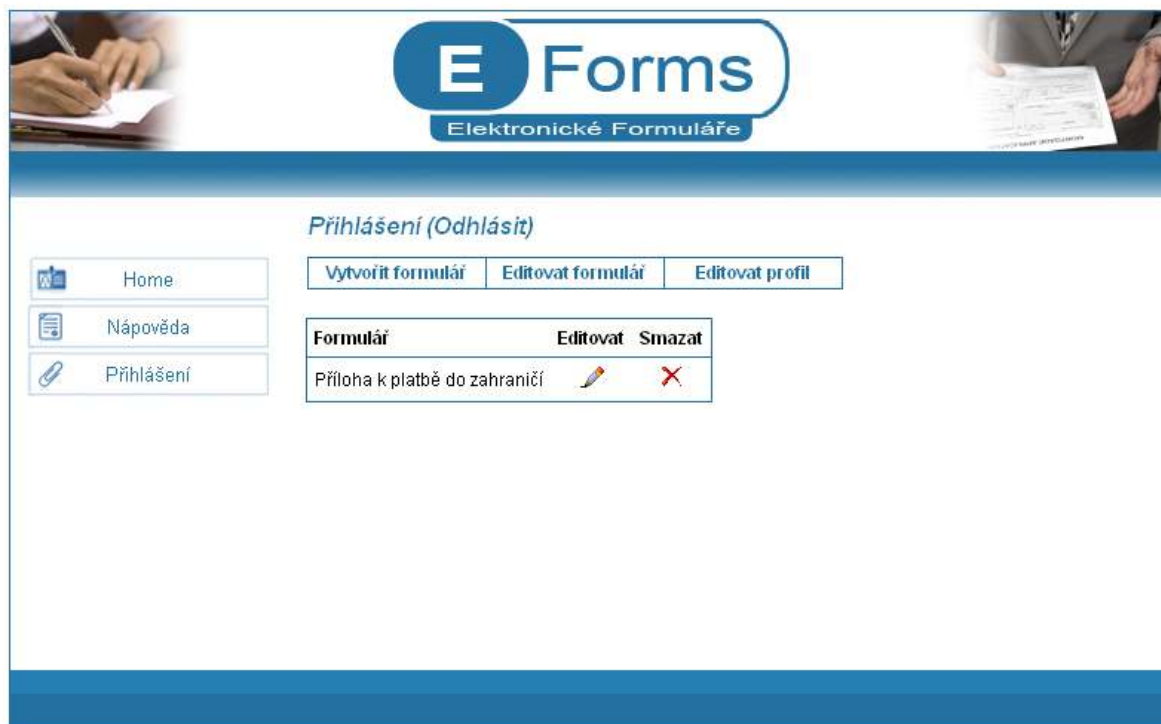 E Forms
Elektronické Formuláře
Přihlášení (Odhlásit)
Vytvořit formulář Editovat formulář Editovat profil
Home
Nápověda
Přihlášení
Formulář Editovat Smazat
Příloha k platbě do zahraničí